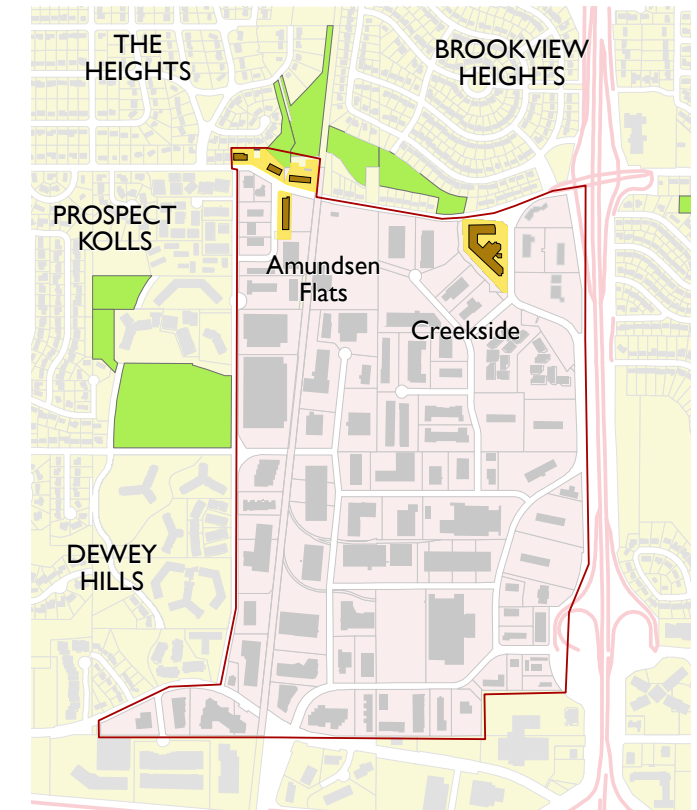 THE
HEIGHTS
BROOKVIEW
HEIGHTS
PROSPECT
KOLLS
Amundsen
Flats
Creekside
DEWEY
HILLS